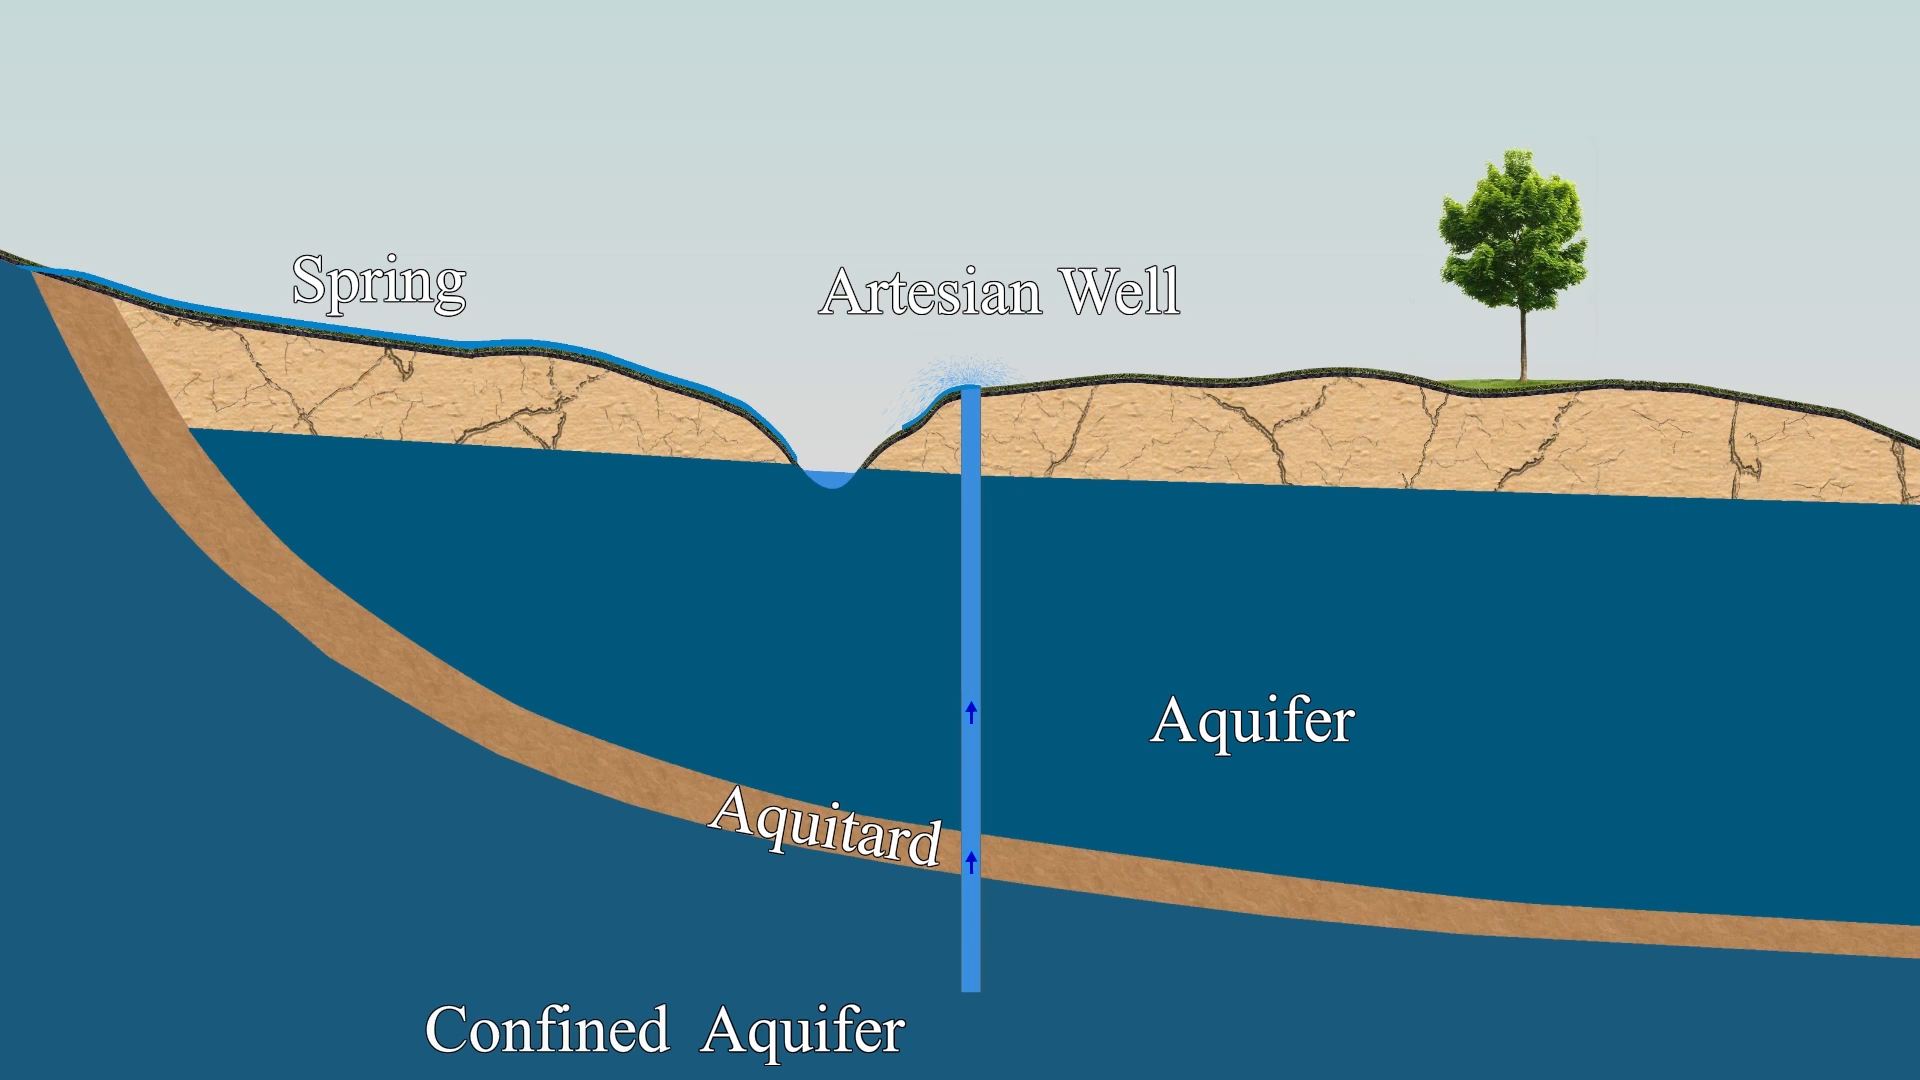 Spring
Artesian Well
Aquifer
Aquitard
Confined Aquifer